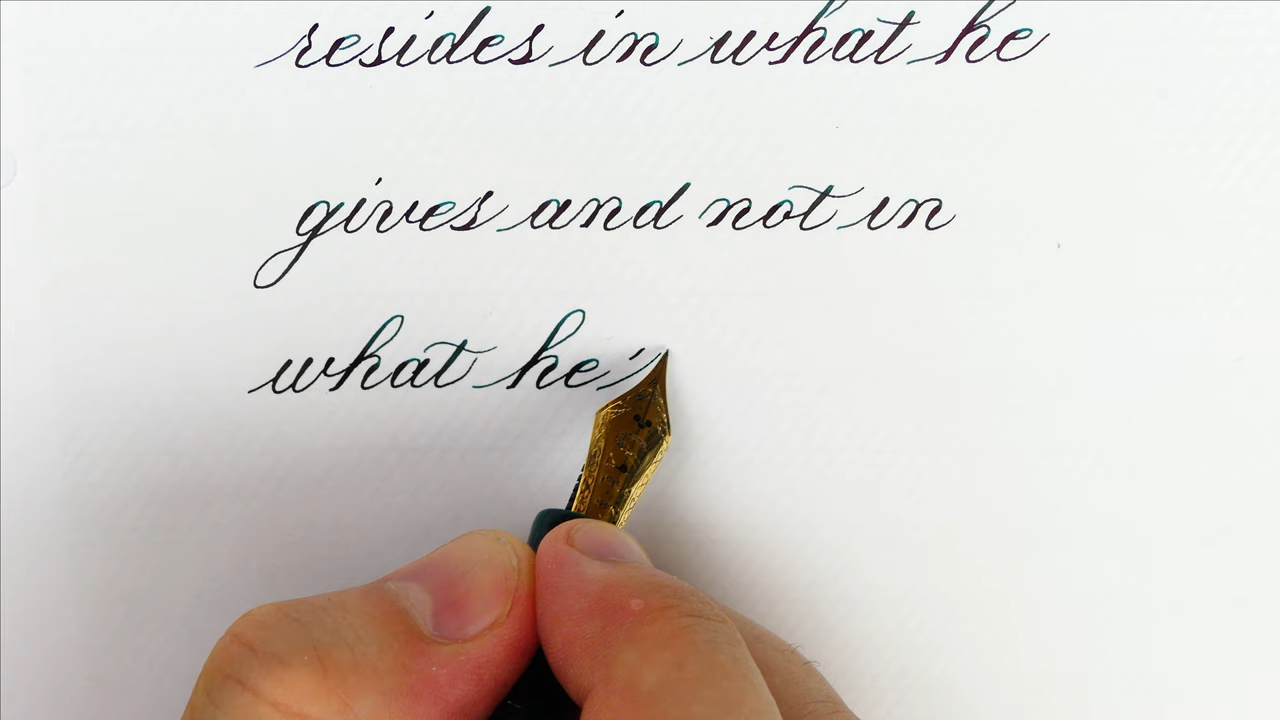 resides in what he
gives and not in
what he